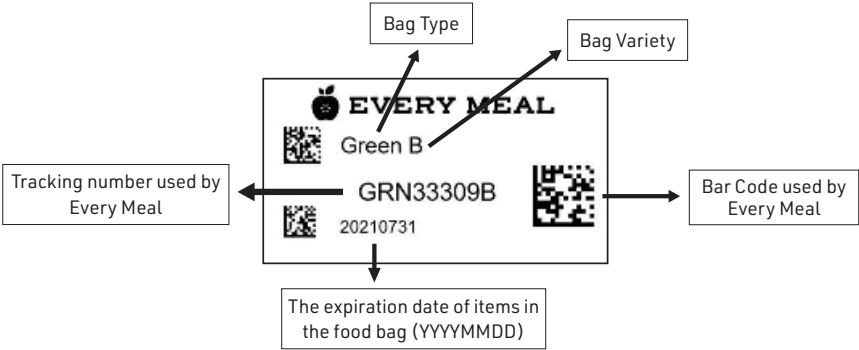 Bag Type
Bag Variety
EVERY MEAL
Green B
Tracking number used by
Every Meal
GRN33309B
Bar Code used by
Every Meal
20210731
The expiration date of items in
the food bag (YYYYMMDD)